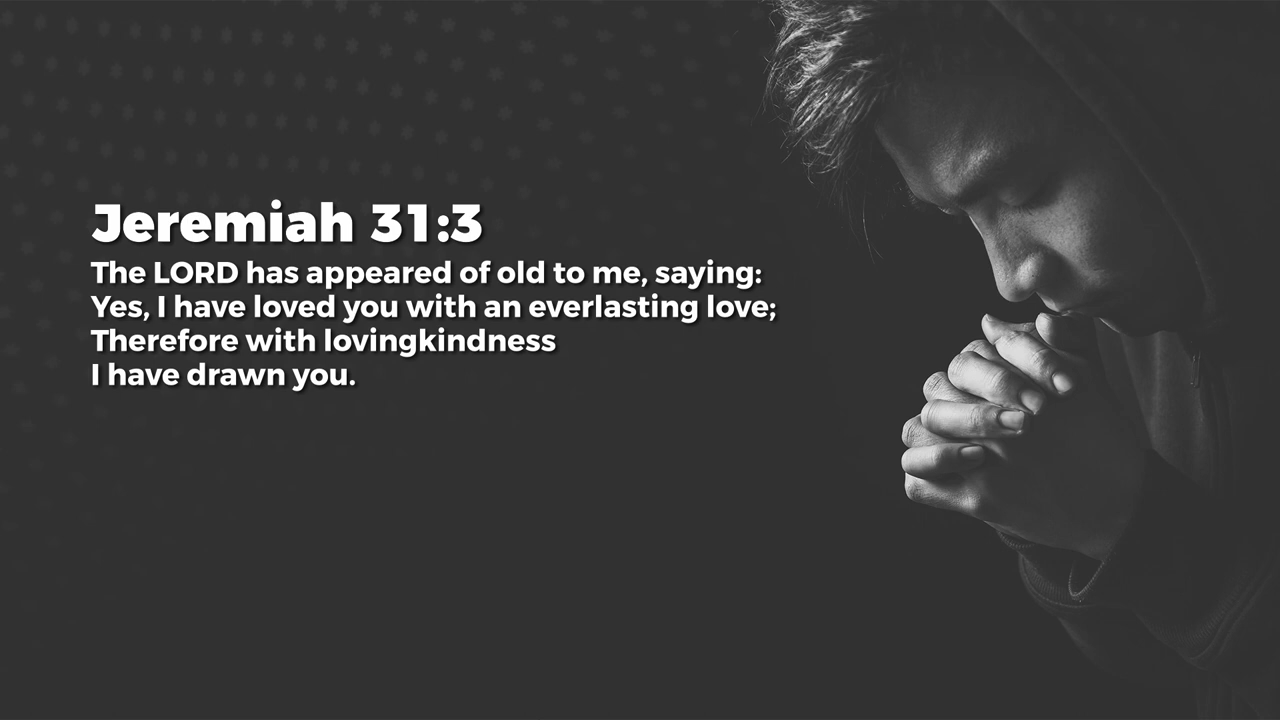 Jeremiah 31:3
The LORD has appeared of old to me, saying:
Yes, I have loved you with an everlasting love;
Therefore with lovingkindness
I have drawn you.